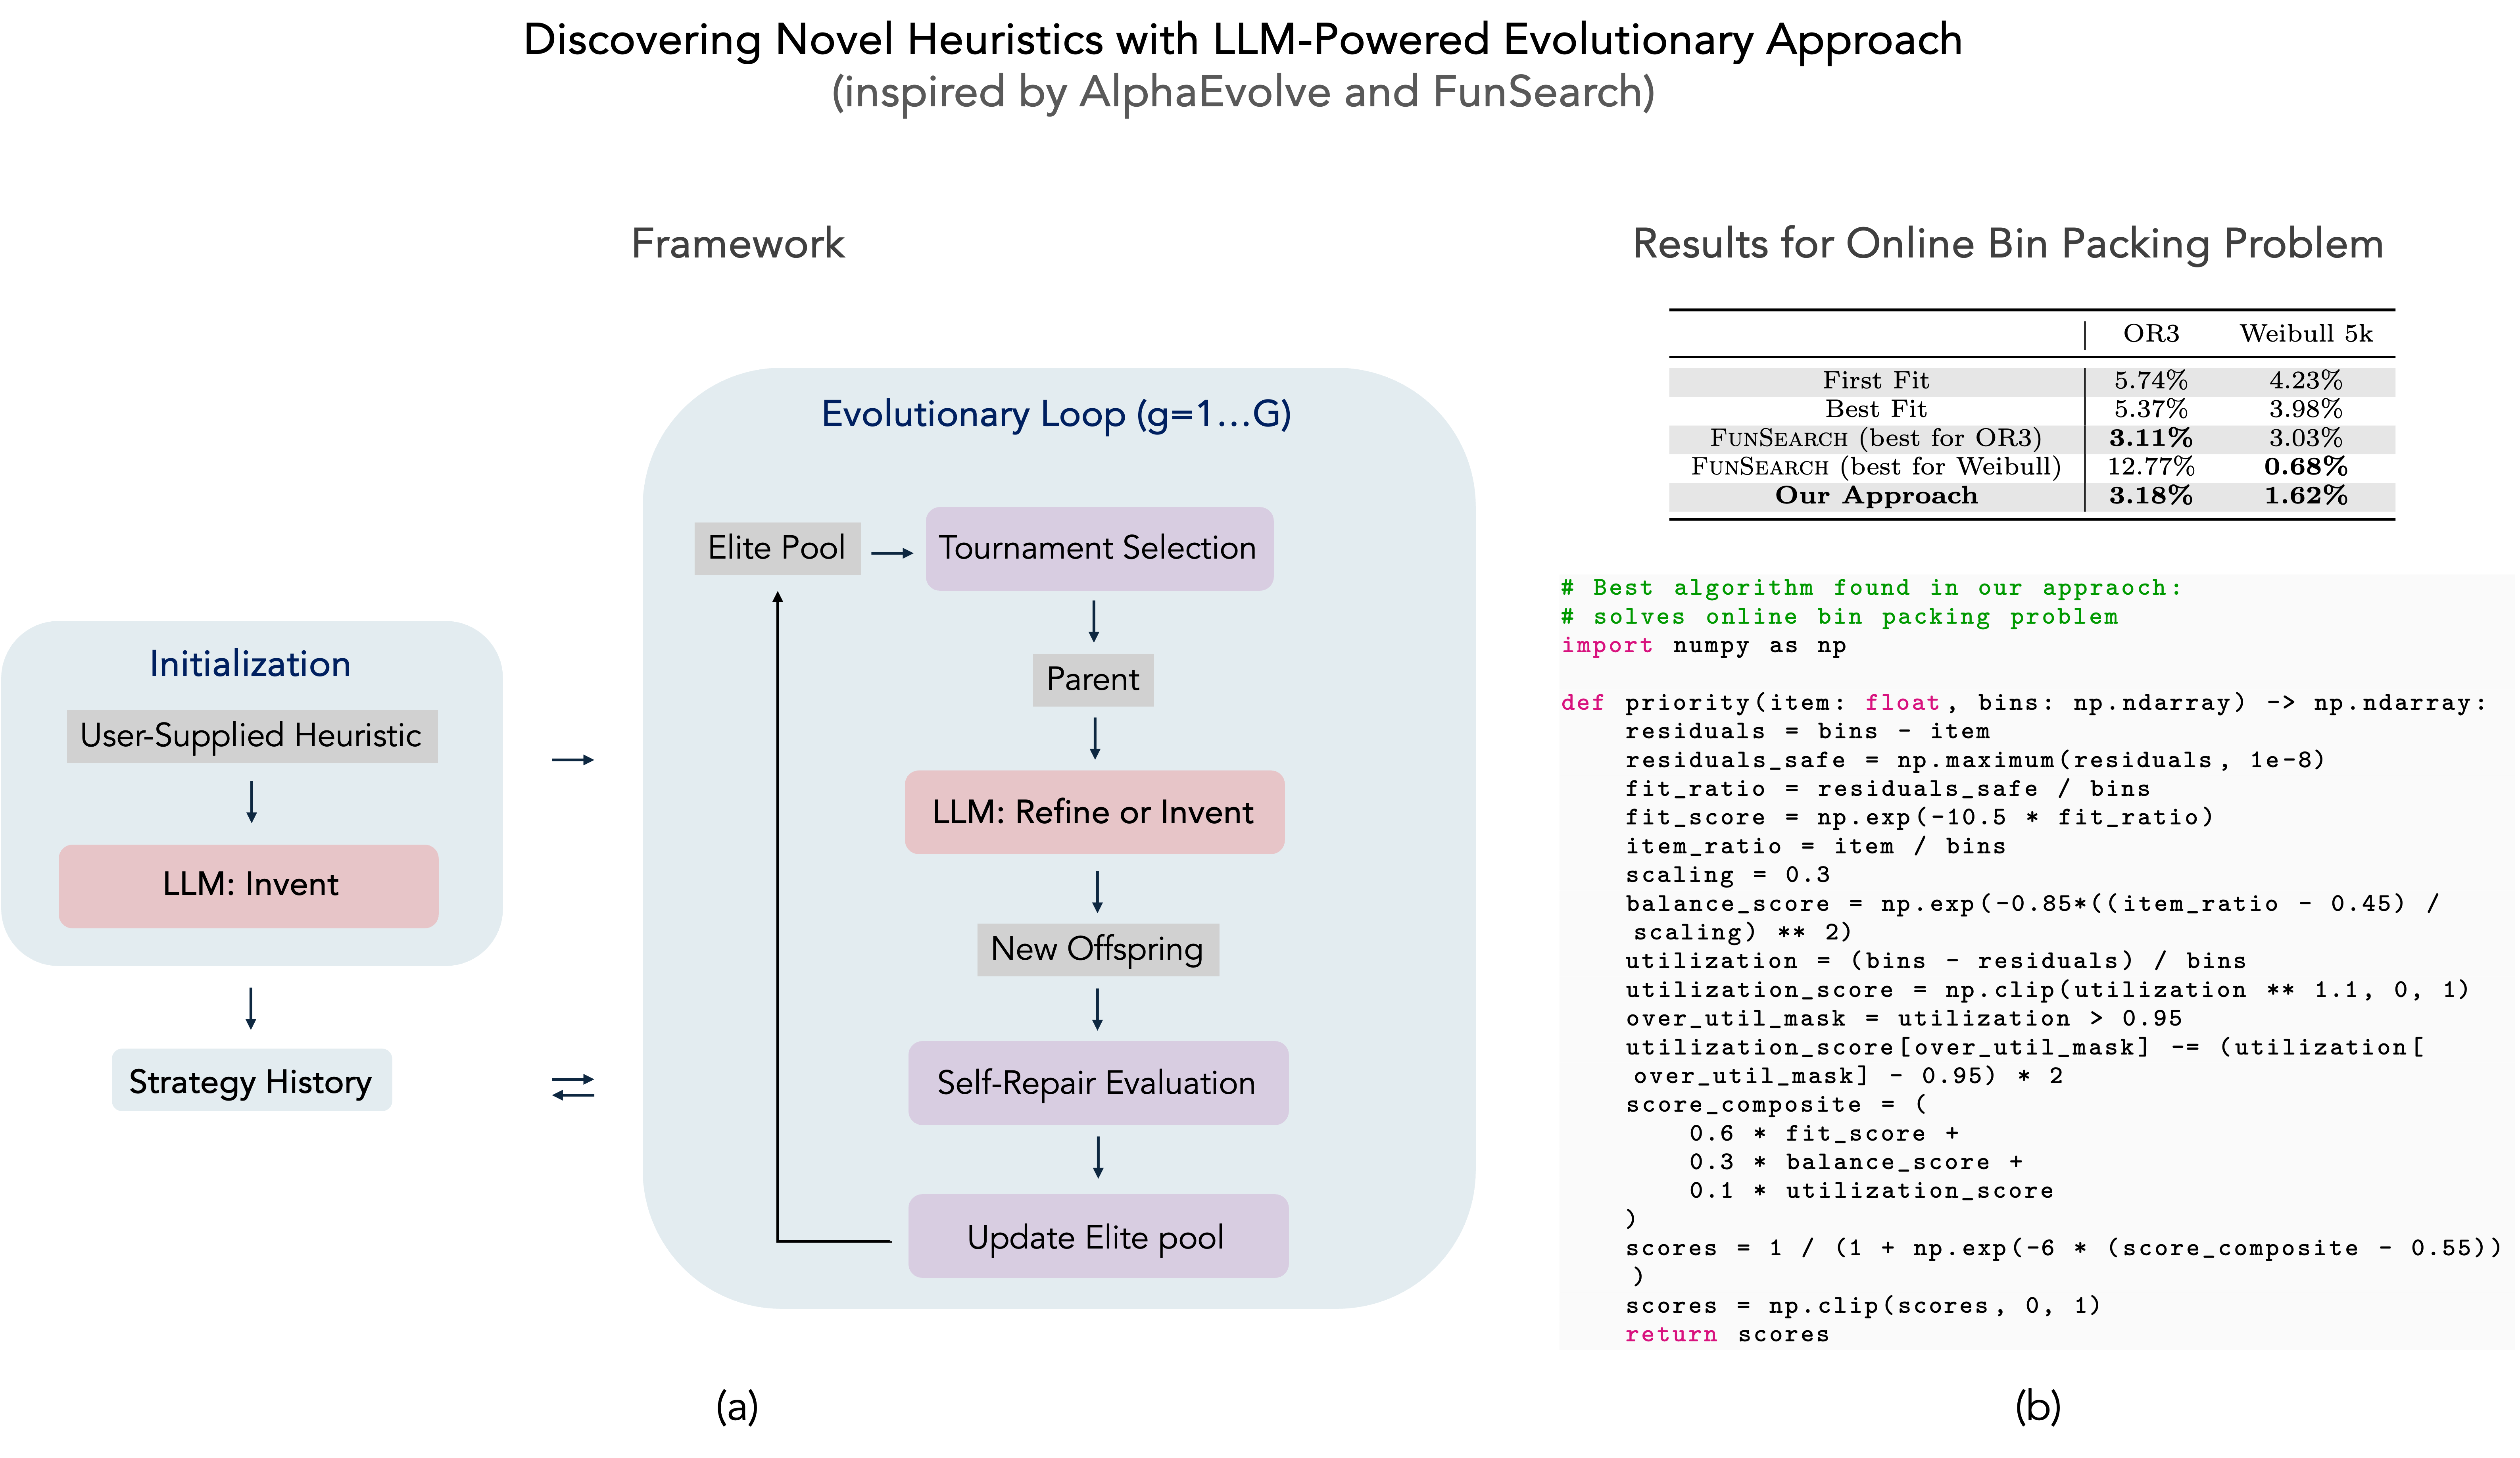 Discovering Novel Heuristics with LLM-Powered Evolutionary Approach
(inspired by AlphaEvolve and FunSearch)
Framework
Initialization
User-Supplied Heuristic
LLM: Invent
Strategy History
Evolutionary Loop (g=1...G)
Elite Pool
Tournament Selection
Parent
LLM: Refine or Invent
New Offspring
Self-Repair Evaluation
Update Elite pool
(a)
Results for Online Bin Packing Problem
OR3 Weibull 5k
First Fit 5.74% 4.23%
Best Fit 5.37% 3.98%
FUNSEARCH (best for OR3) 3.11% 3.03%
FUNSEARCH (best for Weibull) 12.77% 0.68%
Our Approach 3.18% 1.62%
# Best algorithm found in our appraoch:
# solves online bin packing problem
import numpy as np
def priority(item: float, bins: np.ndarray) -> np.ndarray:
    residuals = bins - item
    residuals_safe = np.maximum(residuals, 1e-8)
    fit_ratio = residuals_safe / bins
    fit_score = np.exp(-10.5 * fit_ratio)
    item_ratio = item / bins
    scaling = 0.3
    balance_score = np.exp(-0.85*((item_ratio - 0.45) /
    scaling) ** 2)
    utilization = (bins - residuals) / bins
    utilization_score = np.clip(utilization ** 1.1, 0, 1)
    over_util_mask = utilization > 0.95
    utilization_score[over_util_mask] -= (utilization[
    over_util_mask] - 0.95) * 2
    score_composite = (
        0.6 * fit_score +
        0.3 * balance_score +
        0.1 * utilization_score
    )
    scores = 1 / (1 + np.exp(-6 * (score_composite - 0.55))
    )
    scores = np.clip(scores, 0, 1)
    return scores
(b)